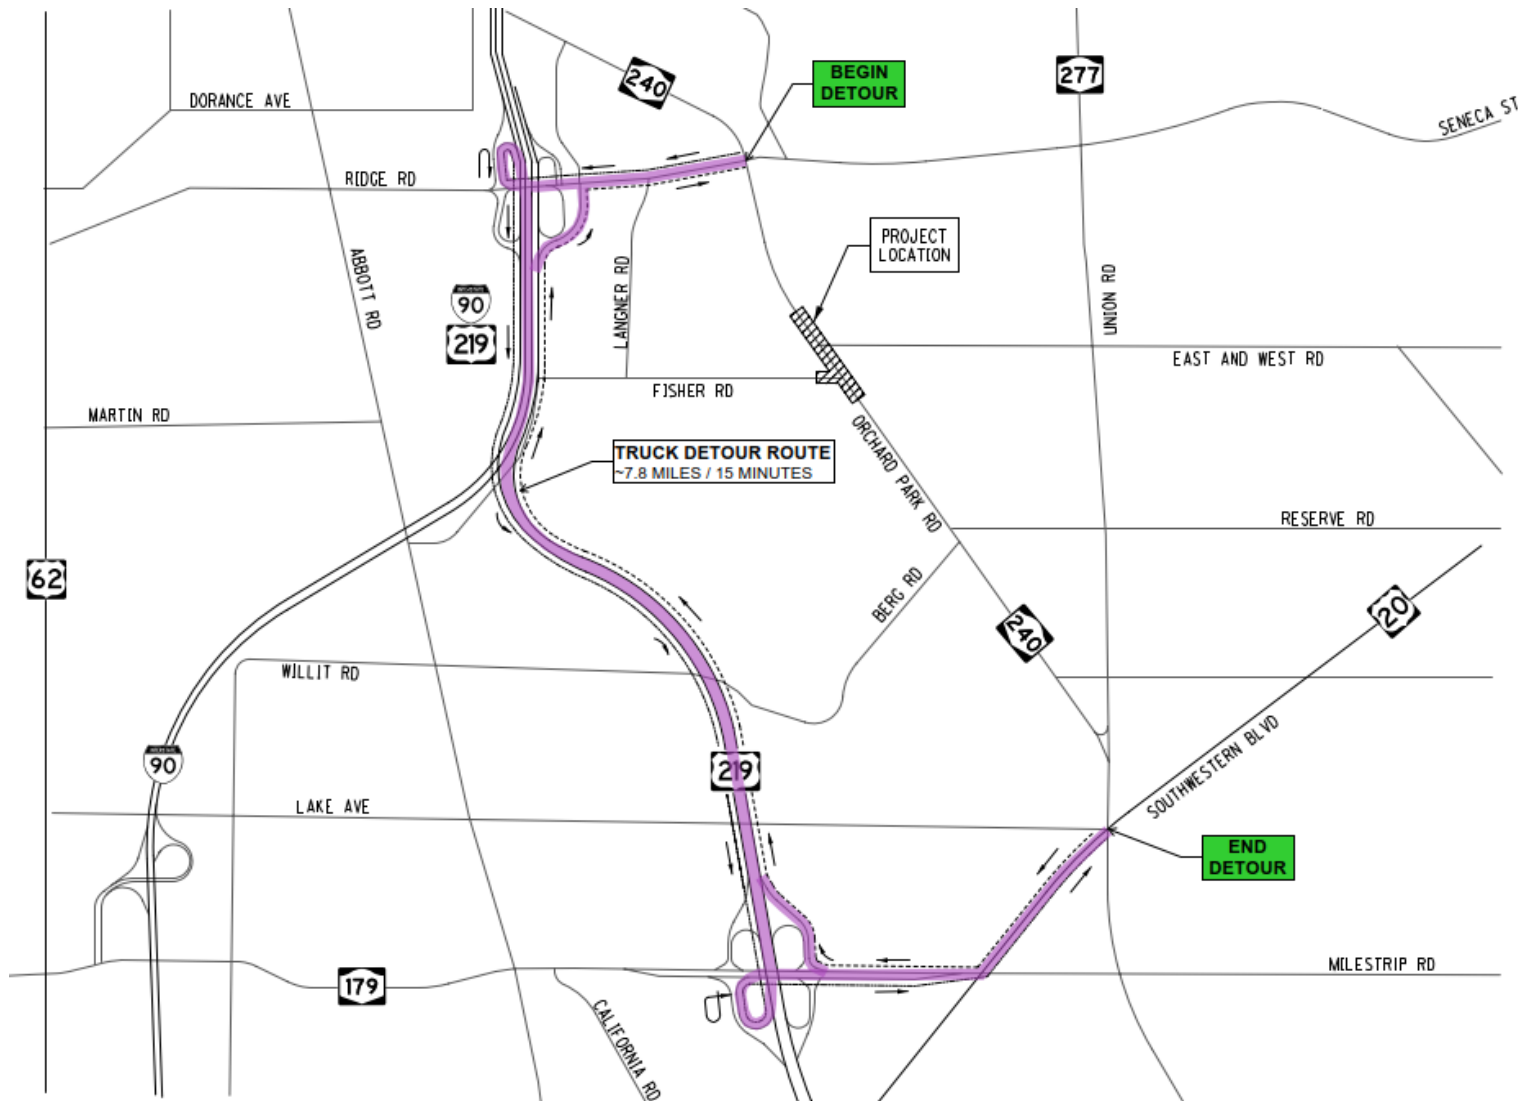 240
BEGIN
DETOUR
277
SENECA ST
DORANCE AVE
RIDGE RD
ABBOTT RD
90
219
LANGNER RD
PROJECT
LOCATION
UNION RD
EAST AND WEST RD
FISHER RD
MARTIN RD
TRUCK DETOUR ROUTE
~7.8 MILES / 15 MINUTES
ORCHARD PARK RD
RESERVE RD
62
BERG RD
240
20
WILLIT RD
90
219
SOUTHWESTERN BLVD
LAKE AVE
END
DETOUR
179
CALIFORNIA RD
MILESTRIP RD